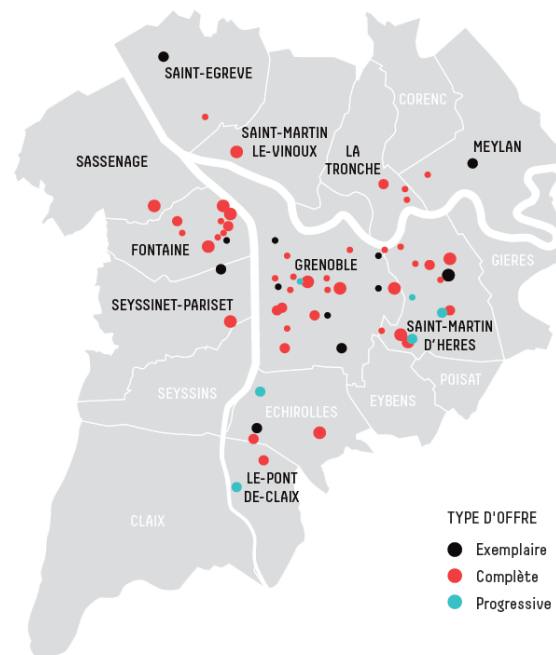 SAINT-EGREVE
CORENC
SAINT-MARTIN
LE-VINOUX
LA
TRONCHE
MEYLAN
SASSENAGE
FONTAINE
GRENOBLE
GIERES
SEYSSINET-PARISET
SAINT-MARTIN
D'HERES
POISAT
SEYSSINS
ECHIROLLES
EYBENS
LE-PONT
DE-CLAIX
CLAIX
TYPE D'OFFRE
Exemplaire
Complète
Progressive